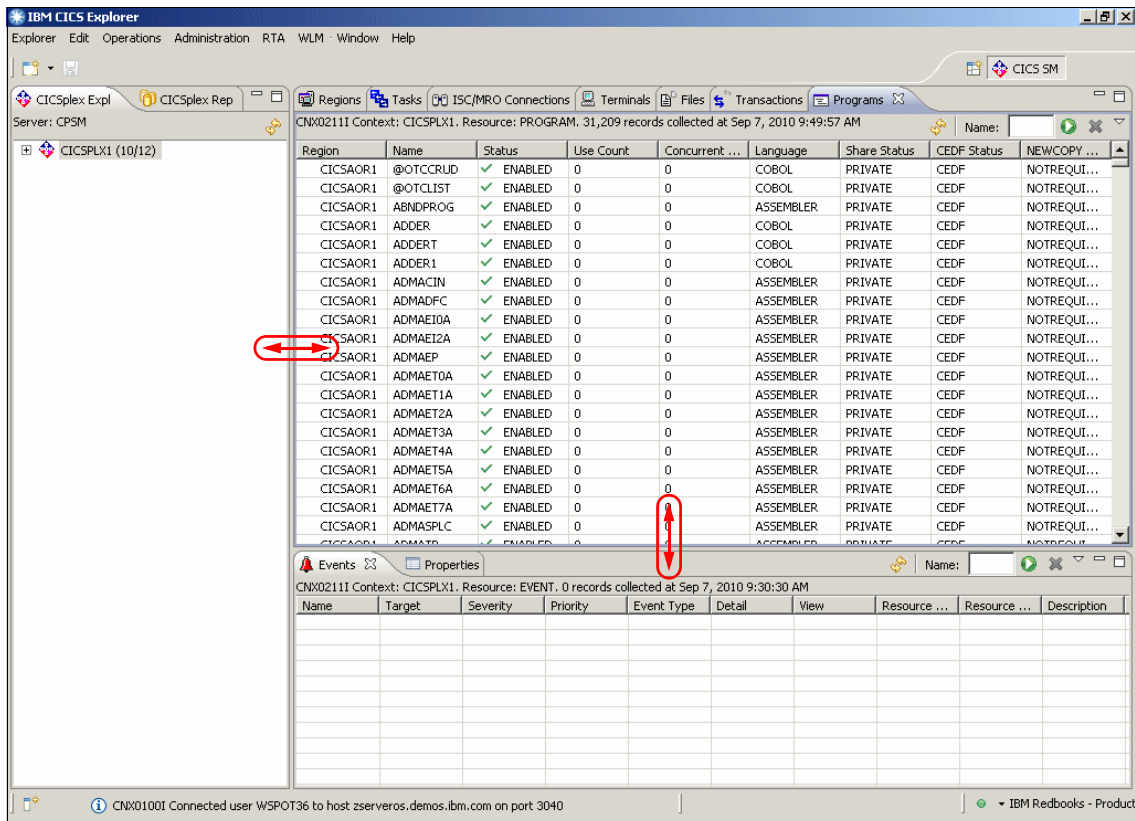 IBM CICS Explorer
Explorer Edit Operations Administration RTA WLM Window Help
CICS SM
CICSplex Expl CICSplex Rep Regions Tasks ISC/MRO Connections Terminals Files Transactions Programs
Server: CPSM
CNX0211I Context: CICSPLX1. Resource: PROGRAM. 31,209 records collected at Sep 7, 2010 9:49:57 AM Name:
CICSPLX1 (10/12)
Region Name Status Use Count Concurrent ... Language Share Status CEDF Status NEWCOPY ...
CICSAOR1 @OTCCRUD ENABLED 0 0 COBOL PRIVATE CEDF NOTREQUI...
CICSAOR1 @OTCLIST ENABLED 0 0 COBOL PRIVATE CEDF NOTREQUI...
CICSAOR1 ABNDPROG ENABLED 0 0 ASSEMBLER PRIVATE CEDF NOTREQUI...
CICSAOR1 ADDER ENABLED 0 0 COBOL PRIVATE CEDF NOTREQUI...
CICSAOR1 ADDERT ENABLED 0 0 COBOL PRIVATE CEDF NOTREQUI...
CICSAOR1 ADDER1 ENABLED 0 0 COBOL PRIVATE CEDF NOTREQUI...
CICSAOR1 ADMACIN ENABLED 0 0 ASSEMBLER PRIVATE CEDF NOTREQUI...
CICSAOR1 ADMADFC ENABLED 0 0 ASSEMBLER PRIVATE CEDF NOTREQUI...
CICSAOR1 ADMAEI0A ENABLED 0 0 ASSEMBLER PRIVATE CEDF NOTREQUI...
CICSAOR1 ADMAEI2A ENABLED 0 0 ASSEMBLER PRIVATE CEDF NOTREQUI...
CICSAOR1 ADMAEP ENABLED 0 0 ASSEMBLER PRIVATE CEDF NOTREQUI...
CICSAOR1 ADMAET0A ENABLED 0 0 ASSEMBLER PRIVATE CEDF NOTREQUI...
CICSAOR1 ADMAET1A ENABLED 0 0 ASSEMBLER PRIVATE CEDF NOTREQUI...
CICSAOR1 ADMAET2A ENABLED 0 0 ASSEMBLER PRIVATE CEDF NOTREQUI...
CICSAOR1 ADMAET3A ENABLED 0 0 ASSEMBLER PRIVATE CEDF NOTREQUI...
CICSAOR1 ADMAET4A ENABLED 0 0 ASSEMBLER PRIVATE CEDF NOTREQUI...
CICSAOR1 ADMAET5A ENABLED 0 0 ASSEMBLER PRIVATE CEDF NOTREQUI...
CICSAOR1 ADMAET6A ENABLED 0 0 ASSEMBLER PRIVATE CEDF NOTREQUI...
CICSAOR1 ADMAET7A ENABLED 0 0 ASSEMBLER PRIVATE CEDF NOTREQUI...
CICSAOR1 ADMASPLC ENABLED 0 0 ASSEMBLER PRIVATE CEDF NOTREQUI...
Events Properties Name:
CNX0211I Context: CICSPLX1. Resource: EVENT. 0 records collected at Sep 7, 2010 9:30:30 AM
Name Target Severity Priority Event Type Detail View Resource ... Resource ... Description
CNX0100I Connected user WSPOT36 to host zserveros.demos.ibm.com on port 3040 IBM Redbooks - Product